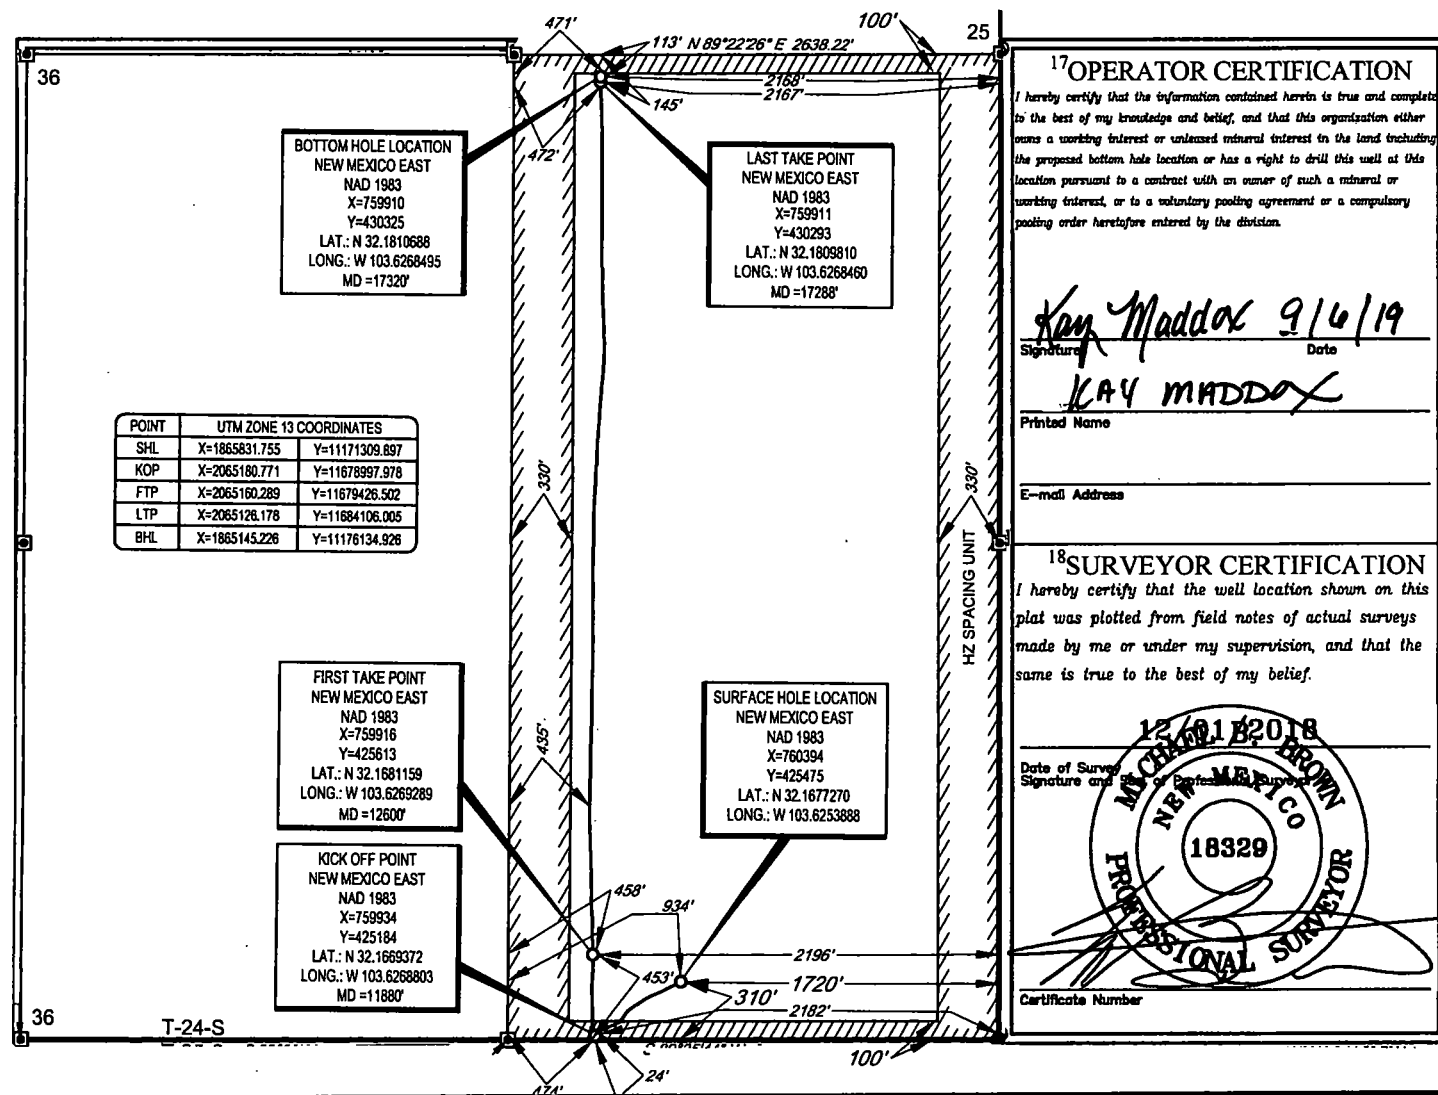 471'
100'
25
36
113' N 89°22'26" E 2638.22'
2168'
2167'
145'
472'
BOTTOM HOLE LOCATION
NEW MEXICO EAST
NAD 1983
X=759910
Y=430325
LAT.: N 32.1810688
LONG.: W 103.6268495
MD =17320'
LAST TAKE POINT
NEW MEXICO EAST
NAD 1983
X=759911
Y=430293
LAT.: N 32.1809810
LONG.: W 103.6268460
MD =17288'
POINT UTM ZONE 13 COORDINATES
SHL X=1865831.755 Y=11171309.697
KOP X=2065180.771 Y=11678997.978
FTP X=2065160.289 Y=11679426.502
LTP X=2065126.178 Y=11684106.005
BHL X=1865145.226 Y=11176134.926
330'
330'
HZ SPACING UNIT
435'
FIRST TAKE POINT
NEW MEXICO EAST
NAD 1983
X=759916
Y=425613
LAT.: N 32.1681159
LONG.: W 103.6269289
MD =12600'
SURFACE HOLE LOCATION
NEW MEXICO EAST
NAD 1983
X=760394
Y=425475
LAT.: N 32.1677270
LONG.: W 103.6253888
KICK OFF POINT
NEW MEXICO EAST
NAD 1983
X=759934
Y=425184
LAT.: N 32.1669372
LONG.: W 103.6268803
MD =11880'
458'
934'
2196'
453'
1720'
310'
2182'
36
T-24-S
100'
24'
474'
17 OPERATOR CERTIFICATION
I hereby certify that the information contained herein is true and complete
to the best of my knowledge and belief, and that this organization either
owns a working interest or unleased mineral interest in the land including
the proposed bottom hole location or has a right to drill this well at this
location pursuant to a contract with an owner of such a mineral or
working interest, or to a voluntary pooling agreement or a compulsory
pooling order heretofore entered by the division.
Kay Maddox 9/6/19
Signature Date
KAY MADDOX
Printed Name
E-mail Address
18 SURVEYOR CERTIFICATION
I hereby certify that the well location shown on this
plat was plotted from field notes of actual surveys
made by me or under my supervision, and that the
same is true to the best of my belief.
12/01/2018
Date of Survey
Signature and Seal of Professional Surveyor
MICHAEL B. BROWN
NEW MEXICO
18329
PROFESSIONAL SURVEYOR
Certificate Number